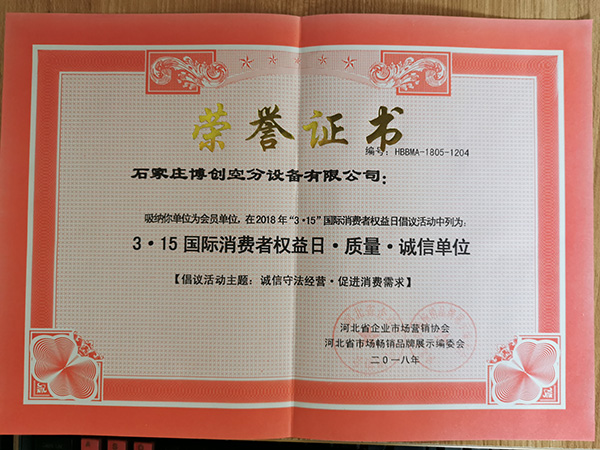 荣誉证书
编号：HBBMA-1805-1204
石家庄博创空分设备有限公司：
吸纳你单位为会员单位，在2018年“3·15”国际消费者权益日倡议活动中列为：
3·15国际消费者权益日·质量·诚信单位
【倡议活动主题：诚信守法经营·促进消费需求】
河北省企业市场营销协会
河北省市场畅销品牌展示编委会
二〇一八年